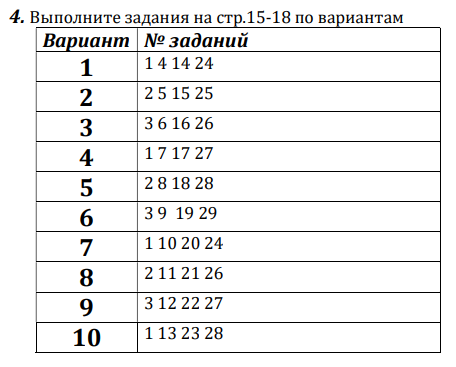 4. Выполните задания на стр.15-18 по вариантам
Вариант № заданий
1 1 4 14 24
2 2 5 15 25
3 3 6 16 26
4 1 7 17 27
5 2 8 18 28
6 3 9 19 29
7 1 10 20 24
8 2 11 21 26
9 3 12 22 27
10 1 13 23 28